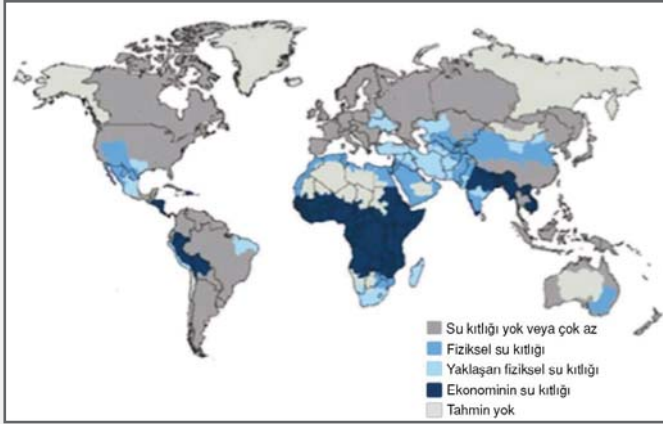 Su kıtlığı yok veya çok az
Fiziksel su kıtlığı
Yaklaşan fiziksel su kıtlığı
Ekonominin su kıtlığı
Tahmin yok